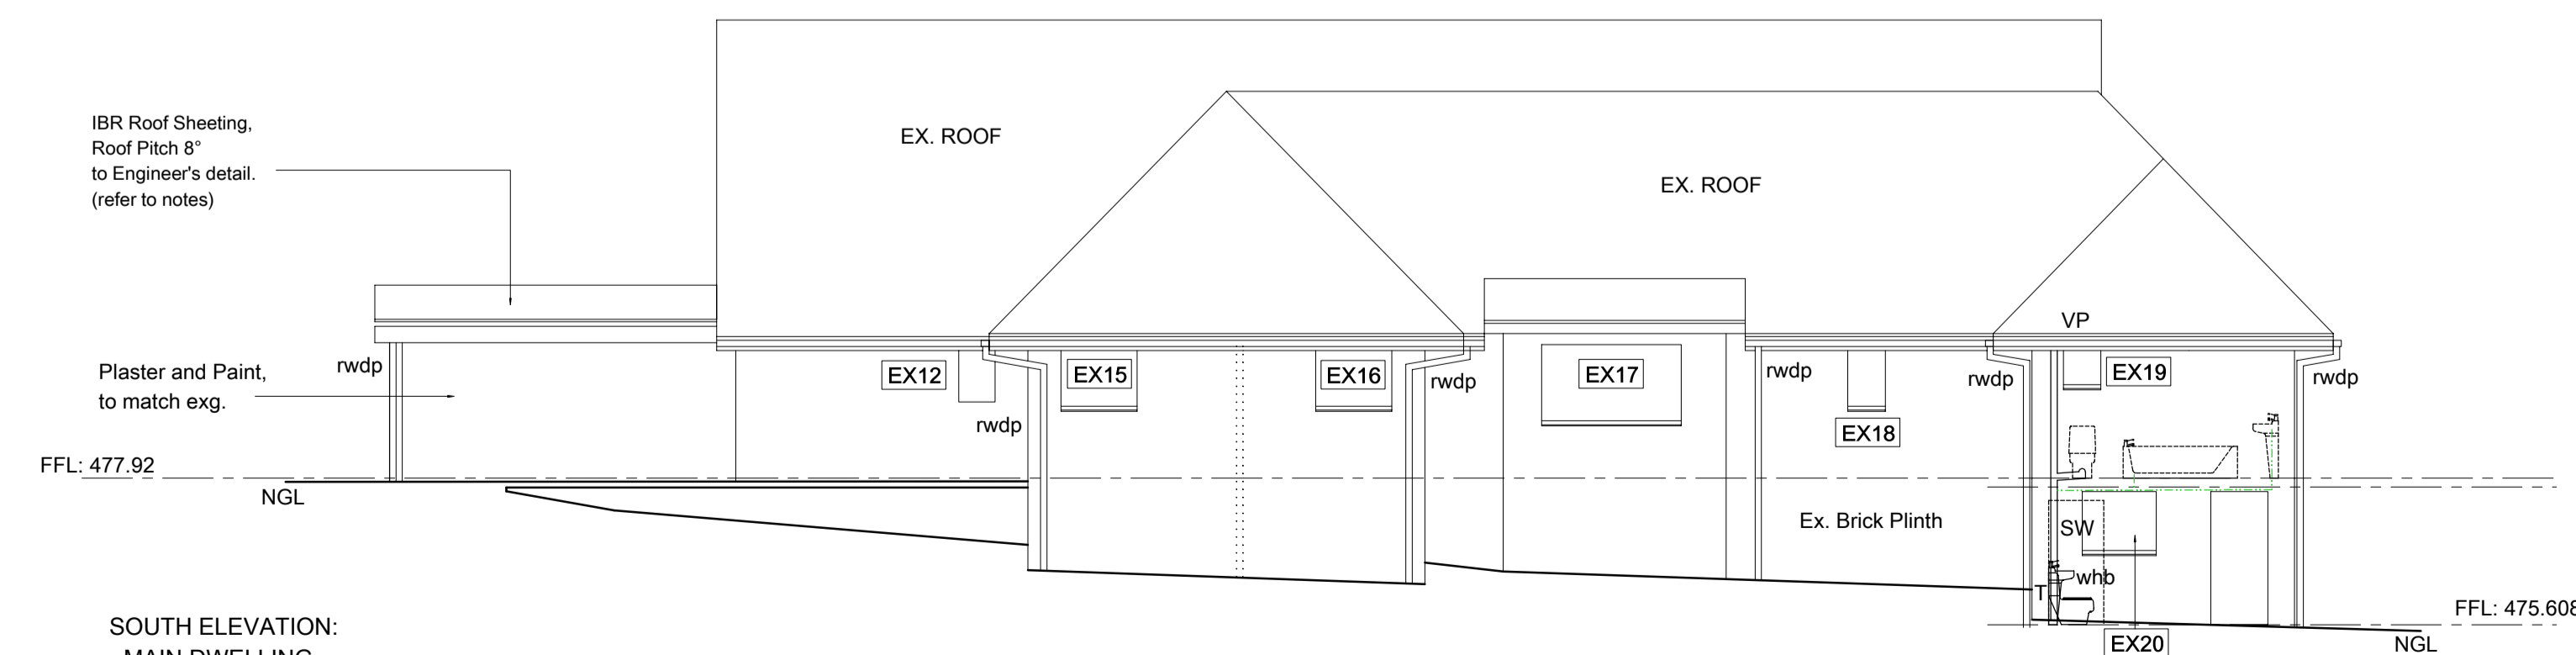 IBR Roof Sheeting,
Roof Pitch 8°
to Engineer's detail.
(refer to notes)
EX. ROOF
EX. ROOF
Plaster and Paint,
to match exg.
rwdp
EX12
rwdp
EX15
EX16
rwdp
EX17
rwdp
EX18
rwdp
VP
EX19
rwdp
FFL: 477.92
NGL
Ex. Brick Plinth
SW
whb
T
EX20
FFL: 475.608
NGL
SOUTH ELEVATION:
MAIN DWELLING